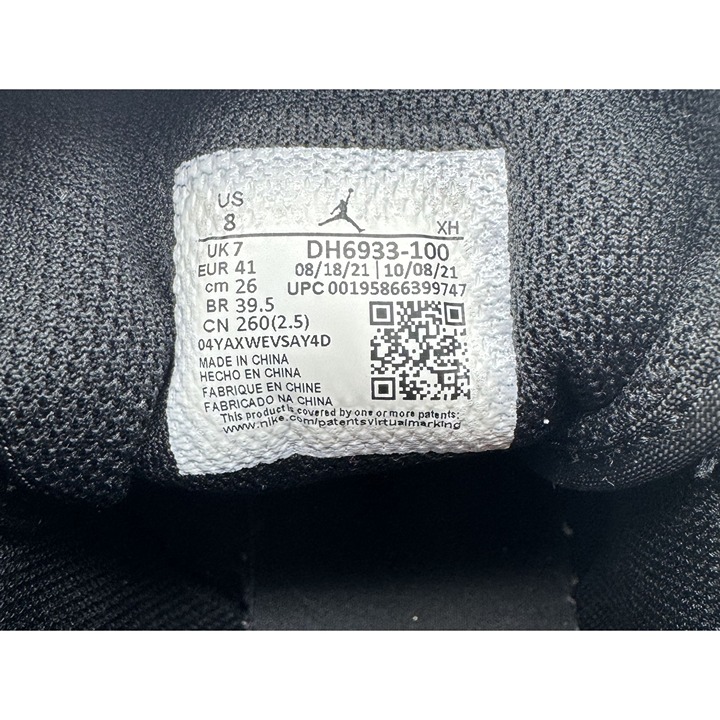 US
8
XH
UK 7
DH6933-100
EUR 41
08/18/21 | 10/08/21
cm 26
UPC 00195866399747
BR 39.5
CN 260(2.5)
04YAXWEVSAY4D
MADE IN CHINA
HECHO EN CHINA
FABRIQUE EN CHINE
FABRICADO NA CHINA
This product is covered by one or more patents:
www.nike.com/patentsvirtualmarking